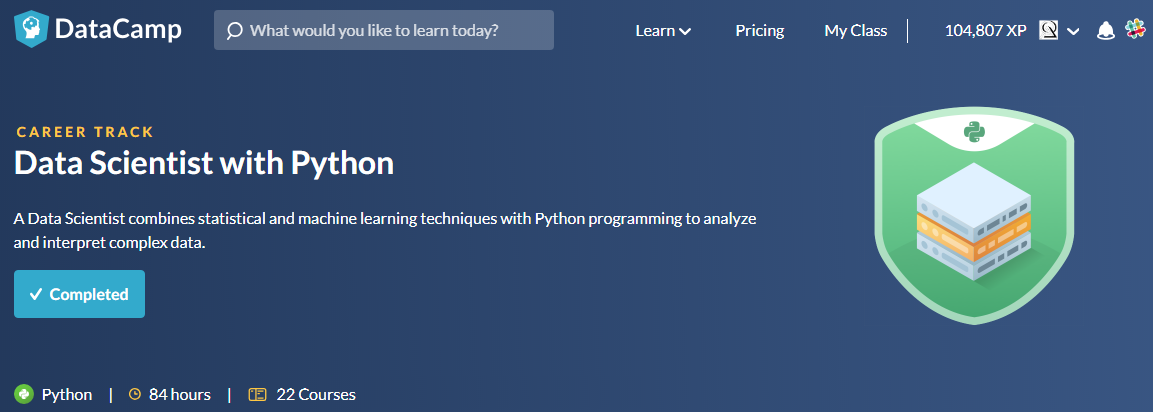 DataCamp
What would you like to learn today?
Learn
Pricing
My Class
104,807 XP
CAREER TRACK
Data Scientist with Python
A Data Scientist combines statistical and machine learning techniques with Python programming to analyze
and interpret complex data.
Completed
Python | 84 hours | 22 Courses